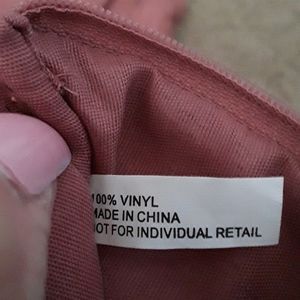 100% VINYL
MADE IN CHINA
NOT FOR INDIVIDUAL RETAIL